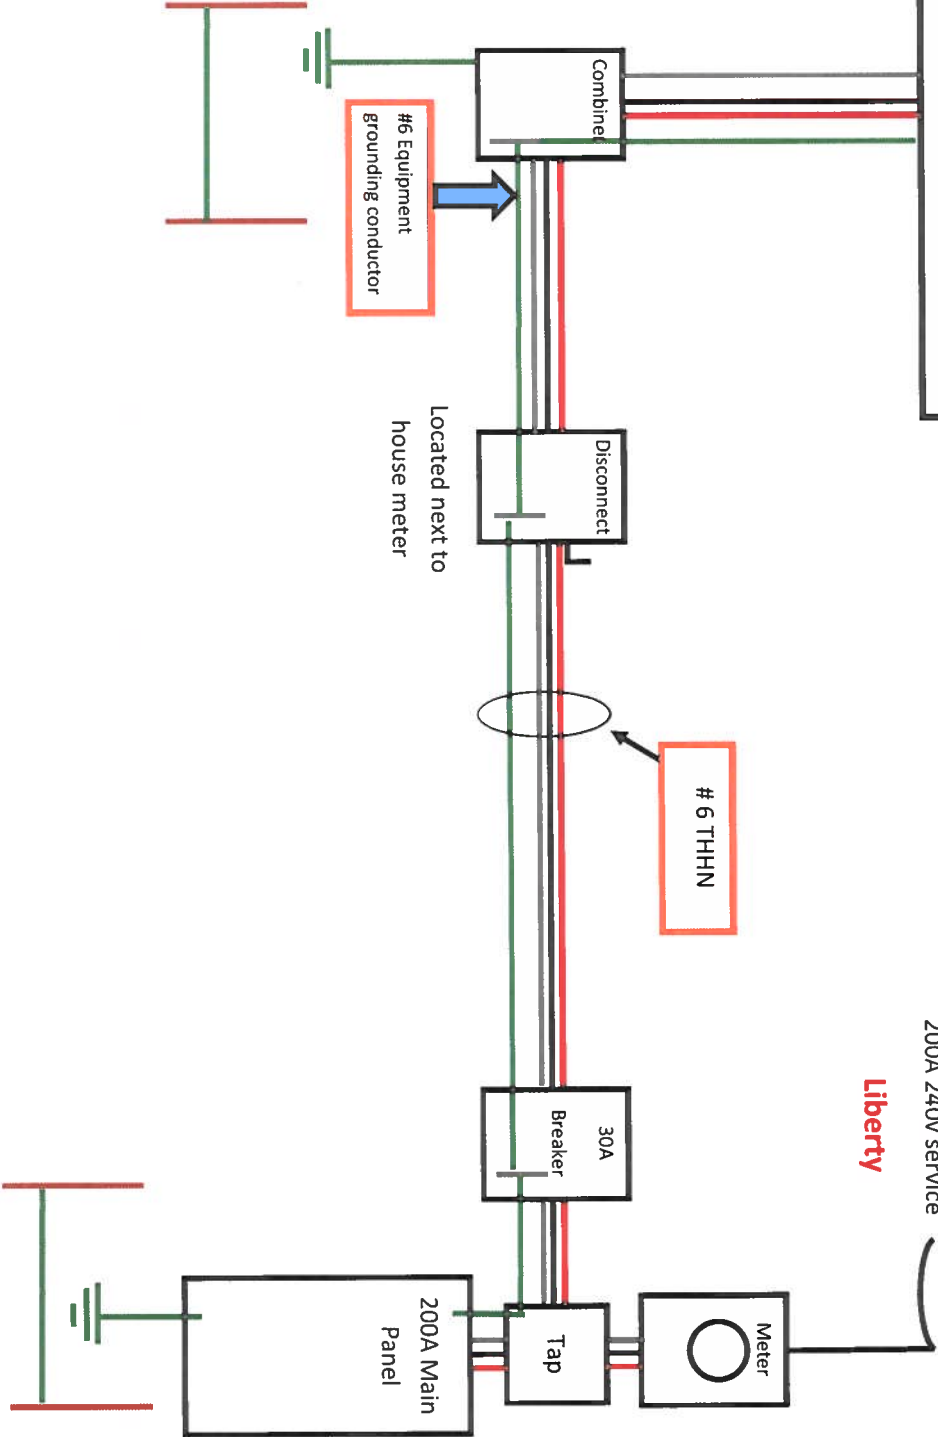 200A 240v service
Liberty
Combiner
Disconnect
30A
Breaker
Meter
# 6 THHN
#6 Equipment
grounding conductor
Located next to
house meter
Tap
200A Main
Panel